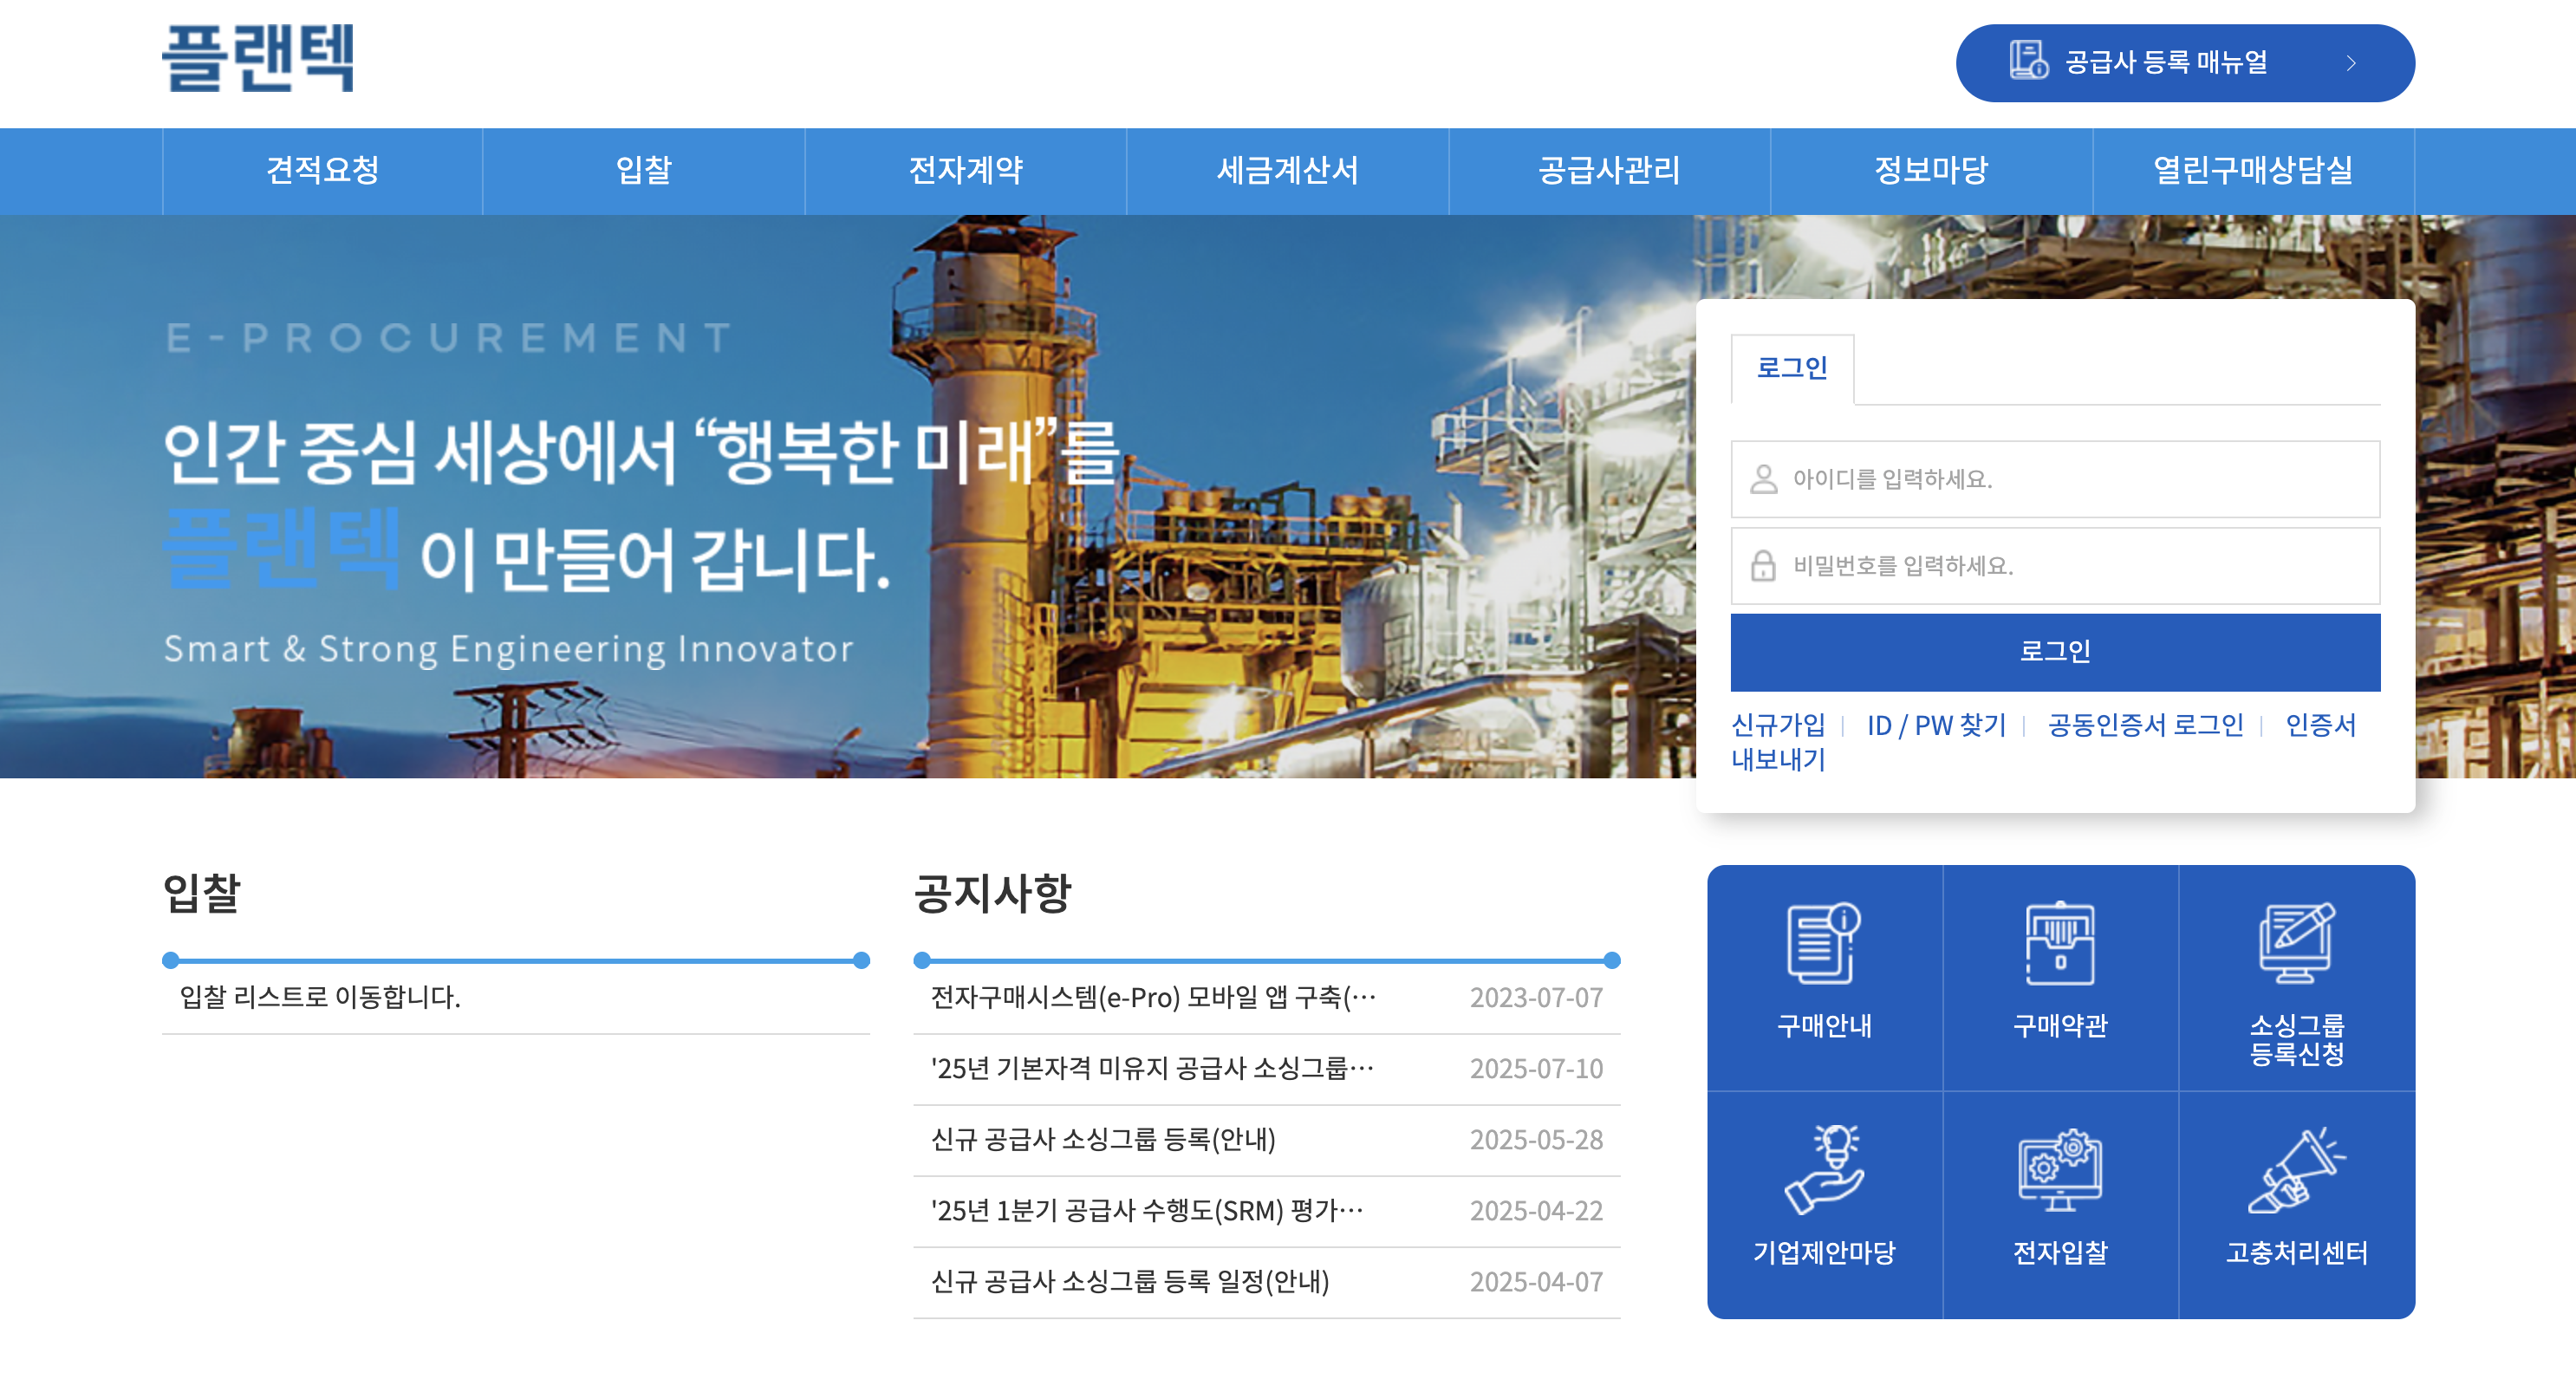 플랜텍
공급사 등록 매뉴얼
견적요청
입찰
전자계약
세금계산서
공급사관리
정보마당
열린구매상담실
E-PROCUREMENT
인간 중심 세상에서 “행복한 미래”를
플랜텍 이 만들어 갑니다.
Smart & Strong Engineering Innovator
로그인
아이디를 입력하세요.
비밀번호를 입력하세요.
로그인
신규가입 | ID / PW 찾기 | 공동인증서 로그인 | 인증서
내보내기
입찰
입찰 리스트로 이동합니다.
공지사항
전자구매시스템(e-Pro) 모바일 앱 구축(… 2023-07-07
'25년 기본자격 미유지 공급사 소싱그룹… 2025-07-10
신규 공급사 소싱그룹 등록(안내) 2025-05-28
'25년 1분기 공급사 수행도(SRM) 평가… 2025-04-22
신규 공급사 소싱그룹 등록 일정(안내) 2025-04-07
구매안내
구매약관
소싱그룹
등록신청
기업제안마당
전자입찰
고충처리센터